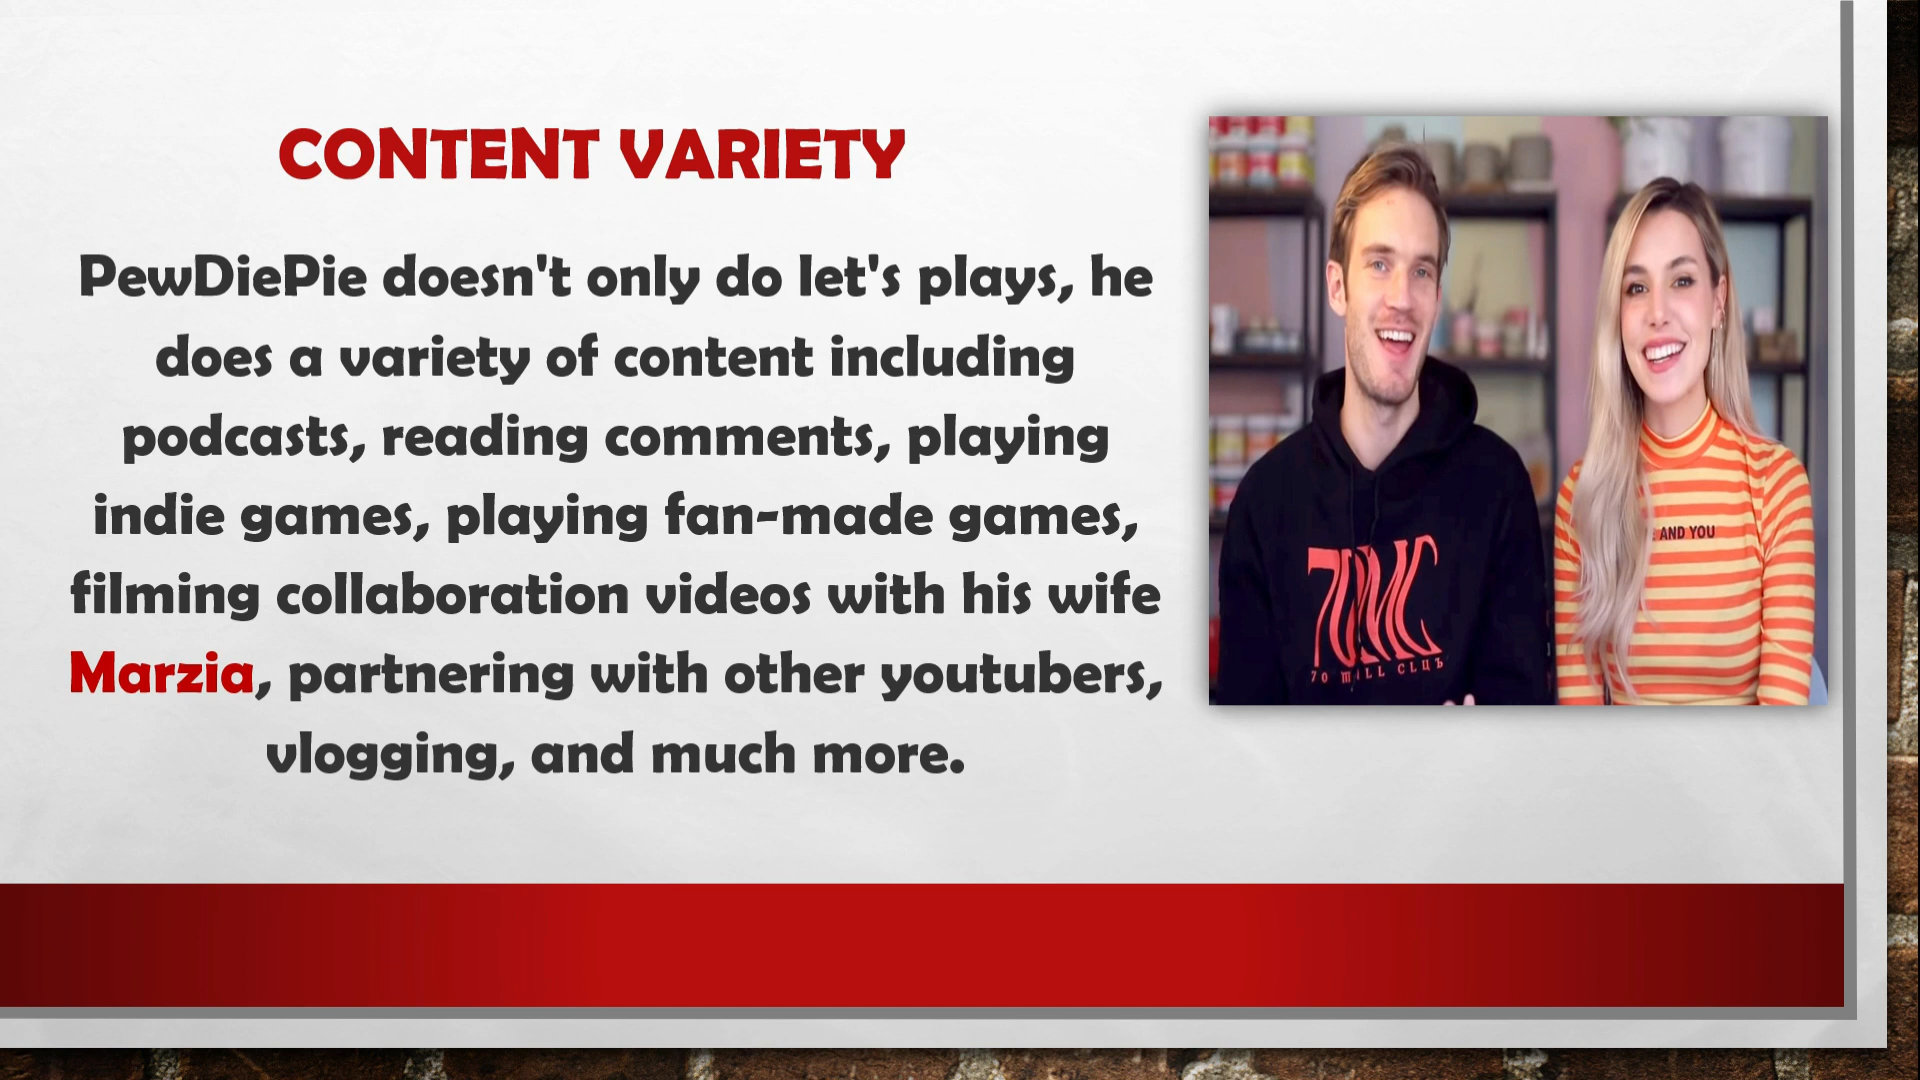 CONTENT VARIETY
PewDiePie doesn't only do let's plays, he
does a variety of content including
podcasts, reading comments, playing
indie games, playing fan-made games,
filming collaboration videos with his wife
Marzia, partnering with other youtubers,
vlogging, and much more.
AND YOU
70MC
70 MILL CLUB